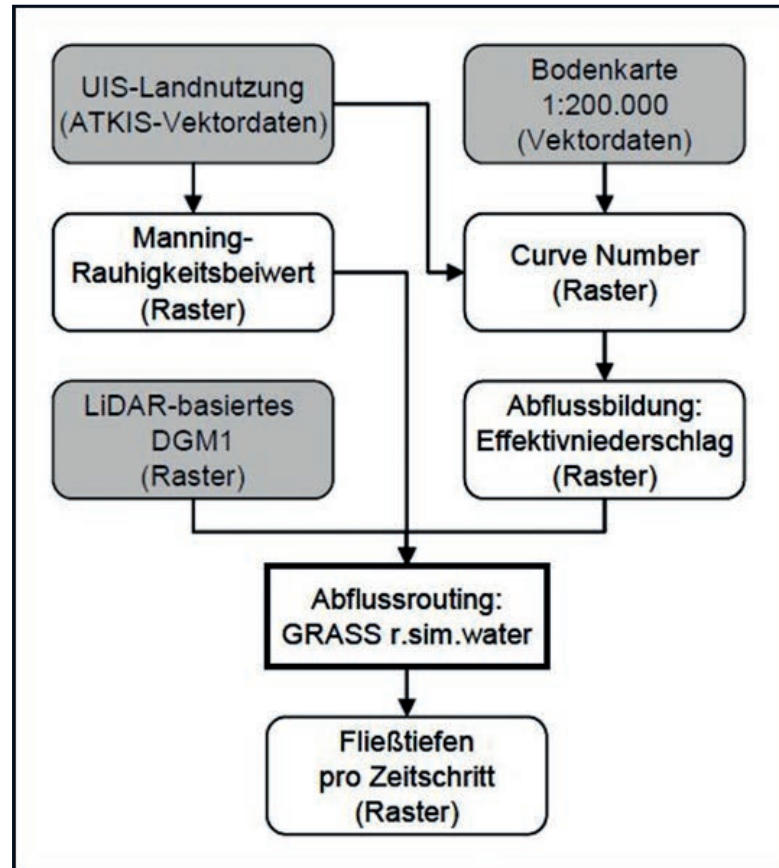 UIS-Landnutzung
(ATKIS-Vektordaten)
Bodenkarte
1:200.000
(Vektordaten)
Manning-
Rauhigkeitsbeiwert
(Raster)
Curve Number
(Raster)
LiDAR-basiertes
DGM1
(Raster)
Abflussbildung:
Effektivniederschlag
(Raster)
Abflussrouting:
GRASS r.sim.water
Fließtiefen
pro Zeitschritt
(Raster)